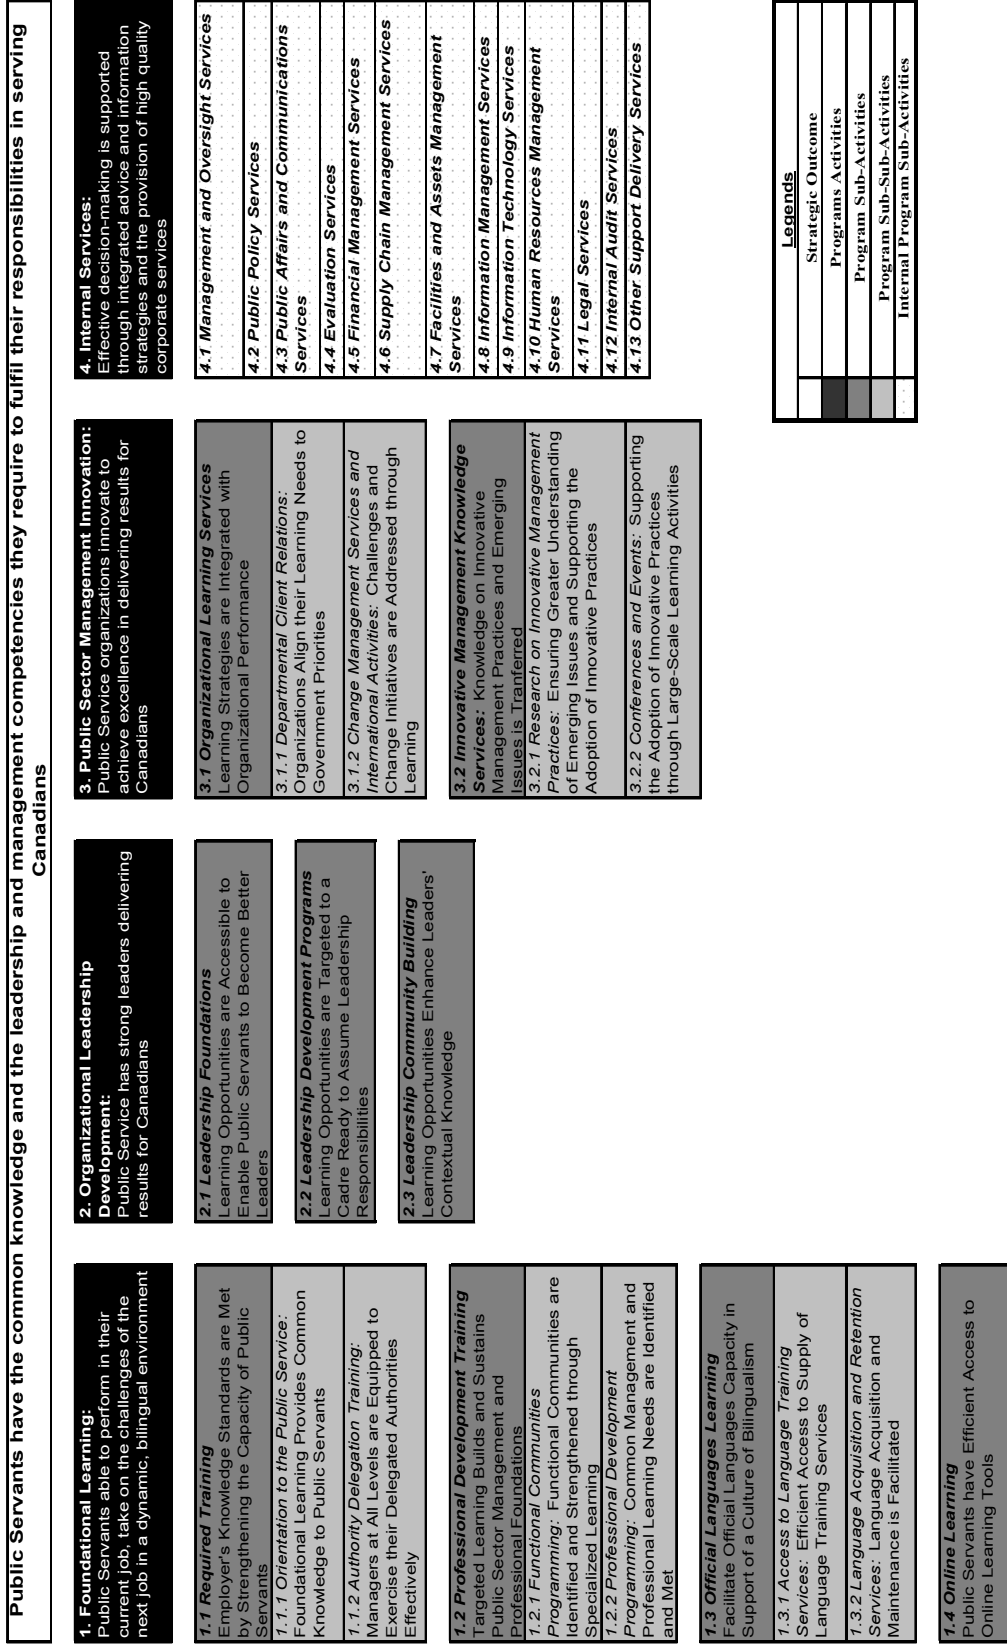 Public Servants have the common knowledge and the leadership and management competencies they require to fulfil their responsibilities in serving
Canadians
1. Foundational Learning:
Public Servants able to perform in their
current job, take on the challenges of the
next job in a dynamic, bilingual environment
1.1 Required Training
Employer's Knowledge Standards are Met
by Strengthening the Capacity of Public
Servants
1.1.1 Orientation to the Public Service:
Foundational Learning Provides Common
Knowledge to Public Servants
1.1.2 Authority Delegation Training:
Managers at All Levels are Equipped to
Exercise their Delegated Authorities
Effectively
1.2 Professional Development Training
Targeted Learning Builds and Sustains
Public Sector Management and
Professional Foundations
1.2.1 Functional Communities
Programming: Functional Communities are
Identified and Strengthened through
Specialized Learning
1.2.2 Professional Development
Programming: Common Management and
Professional Learning Needs are Identified
and Met
1.3 Official Languages Learning
Facilitate Official Languages Capacity in
Support of a Culture of Bilingualism
1.3.1 Access to Language Training
Services: Efficient Access to Supply of
Language Training Services
1.3.2 Language Acquisition and Retention
Services: Language Acquisition and
Maintenance is Facilitated
1.4 Online Learning
Public Servants have Efficient Access to
Online Learning Tools
2. Organizational Leadership
Development:
Public Service has strong leaders delivering
results for Canadians
2.1 Leadership Foundations
Learning Opportunities are Accessible to
Enable Public Servants to Become Better
Leaders
2.2 Leadership Development Programs
Learning Opportunities are Targeted to a
Cadre Ready to Assume Leadership
Responsibilities
2.3 Leadership Community Building
Learning Opportunities Enhance Leaders'
Contextual Knowledge
3. Public Sector Management Innovation:
Public Service organizations innovate to
achieve excellence in delivering results for
Canadians
3.1 Organizational Learning Services
Learning Strategies are Integrated with
Organizational Performance
3.1.1 Departmental Client Relations:
Organizations Align their Learning Needs to
Government Priorities
3.1.2 Change Management Services and
International Activities: Challenges and
Change Initiatives are Addressed through
Learning
3.2 Innovative Management Knowledge
Services: Knowledge on Innovative
Management Practices and Emerging
Issues is Tranferred
3.2.1 Research on Innovative Management
Practices: Ensuring Greater Understanding
of Emerging Issues and Supporting the
Adoption of Innovative Practices
3.2.2 Conferences and Events: Supporting
the Adoption of Innovative Practices
through Large-Scale Learning Activities
4. Internal Services:
Effective decision-making is supported
through integrated advice and information
strategies and the provision of high quality
corporate services
4.1 Management and Oversight Services
4.2 Public Policy Services
4.3 Public Affairs and Communications
Services
4.4 Evaluation Services
4.5 Financial Management Services
4.6 Supply Chain Management Services
4.7 Facilities and Assets Management
Services
4.8 Information Management Services
4.9 Information Technology Services
4.10 Human Resources Management
Services
4.11 Legal Services
4.12 Internal Audit Services
4.13 Other Support Delivery Services
Legends
Strategic Outcome
Programs Activities
Program Sub-Activities
Program Sub-Sub-Activities
Internal Program Sub-Activities